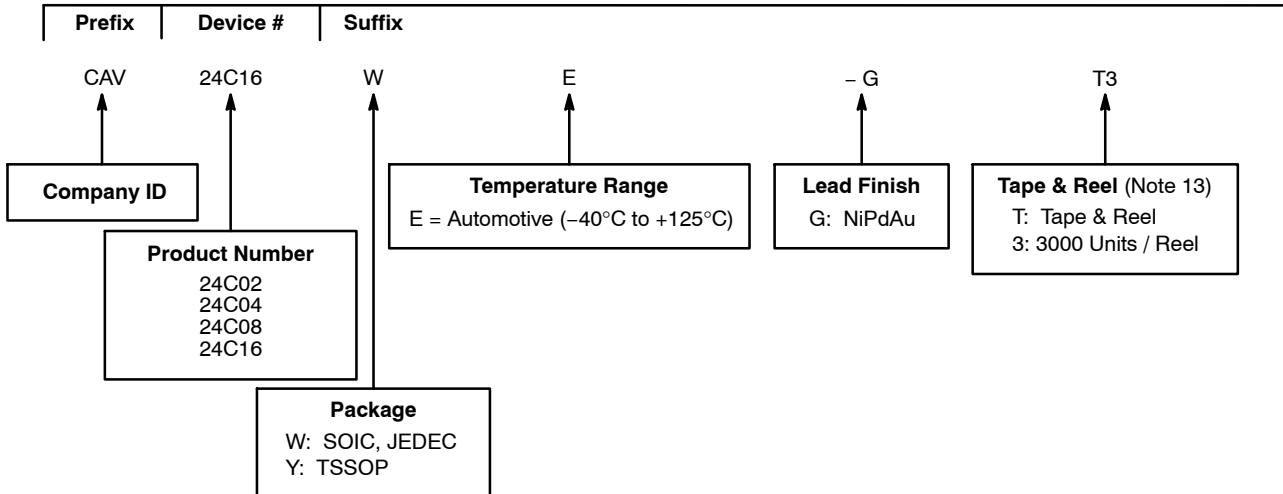 Prefix Device # Suffix
CAV 24C16 W E – G T3
Company ID
Product Number
24C02
24C04
24C08
24C16
Package
W: SOIC, JEDEC
Y: TSSOP
Temperature Range
E = Automotive (−40°C to +125°C)
Lead Finish
G: NiPdAu
Tape & Reel (Note 13)
T: Tape & Reel
3: 3000 Units / Reel